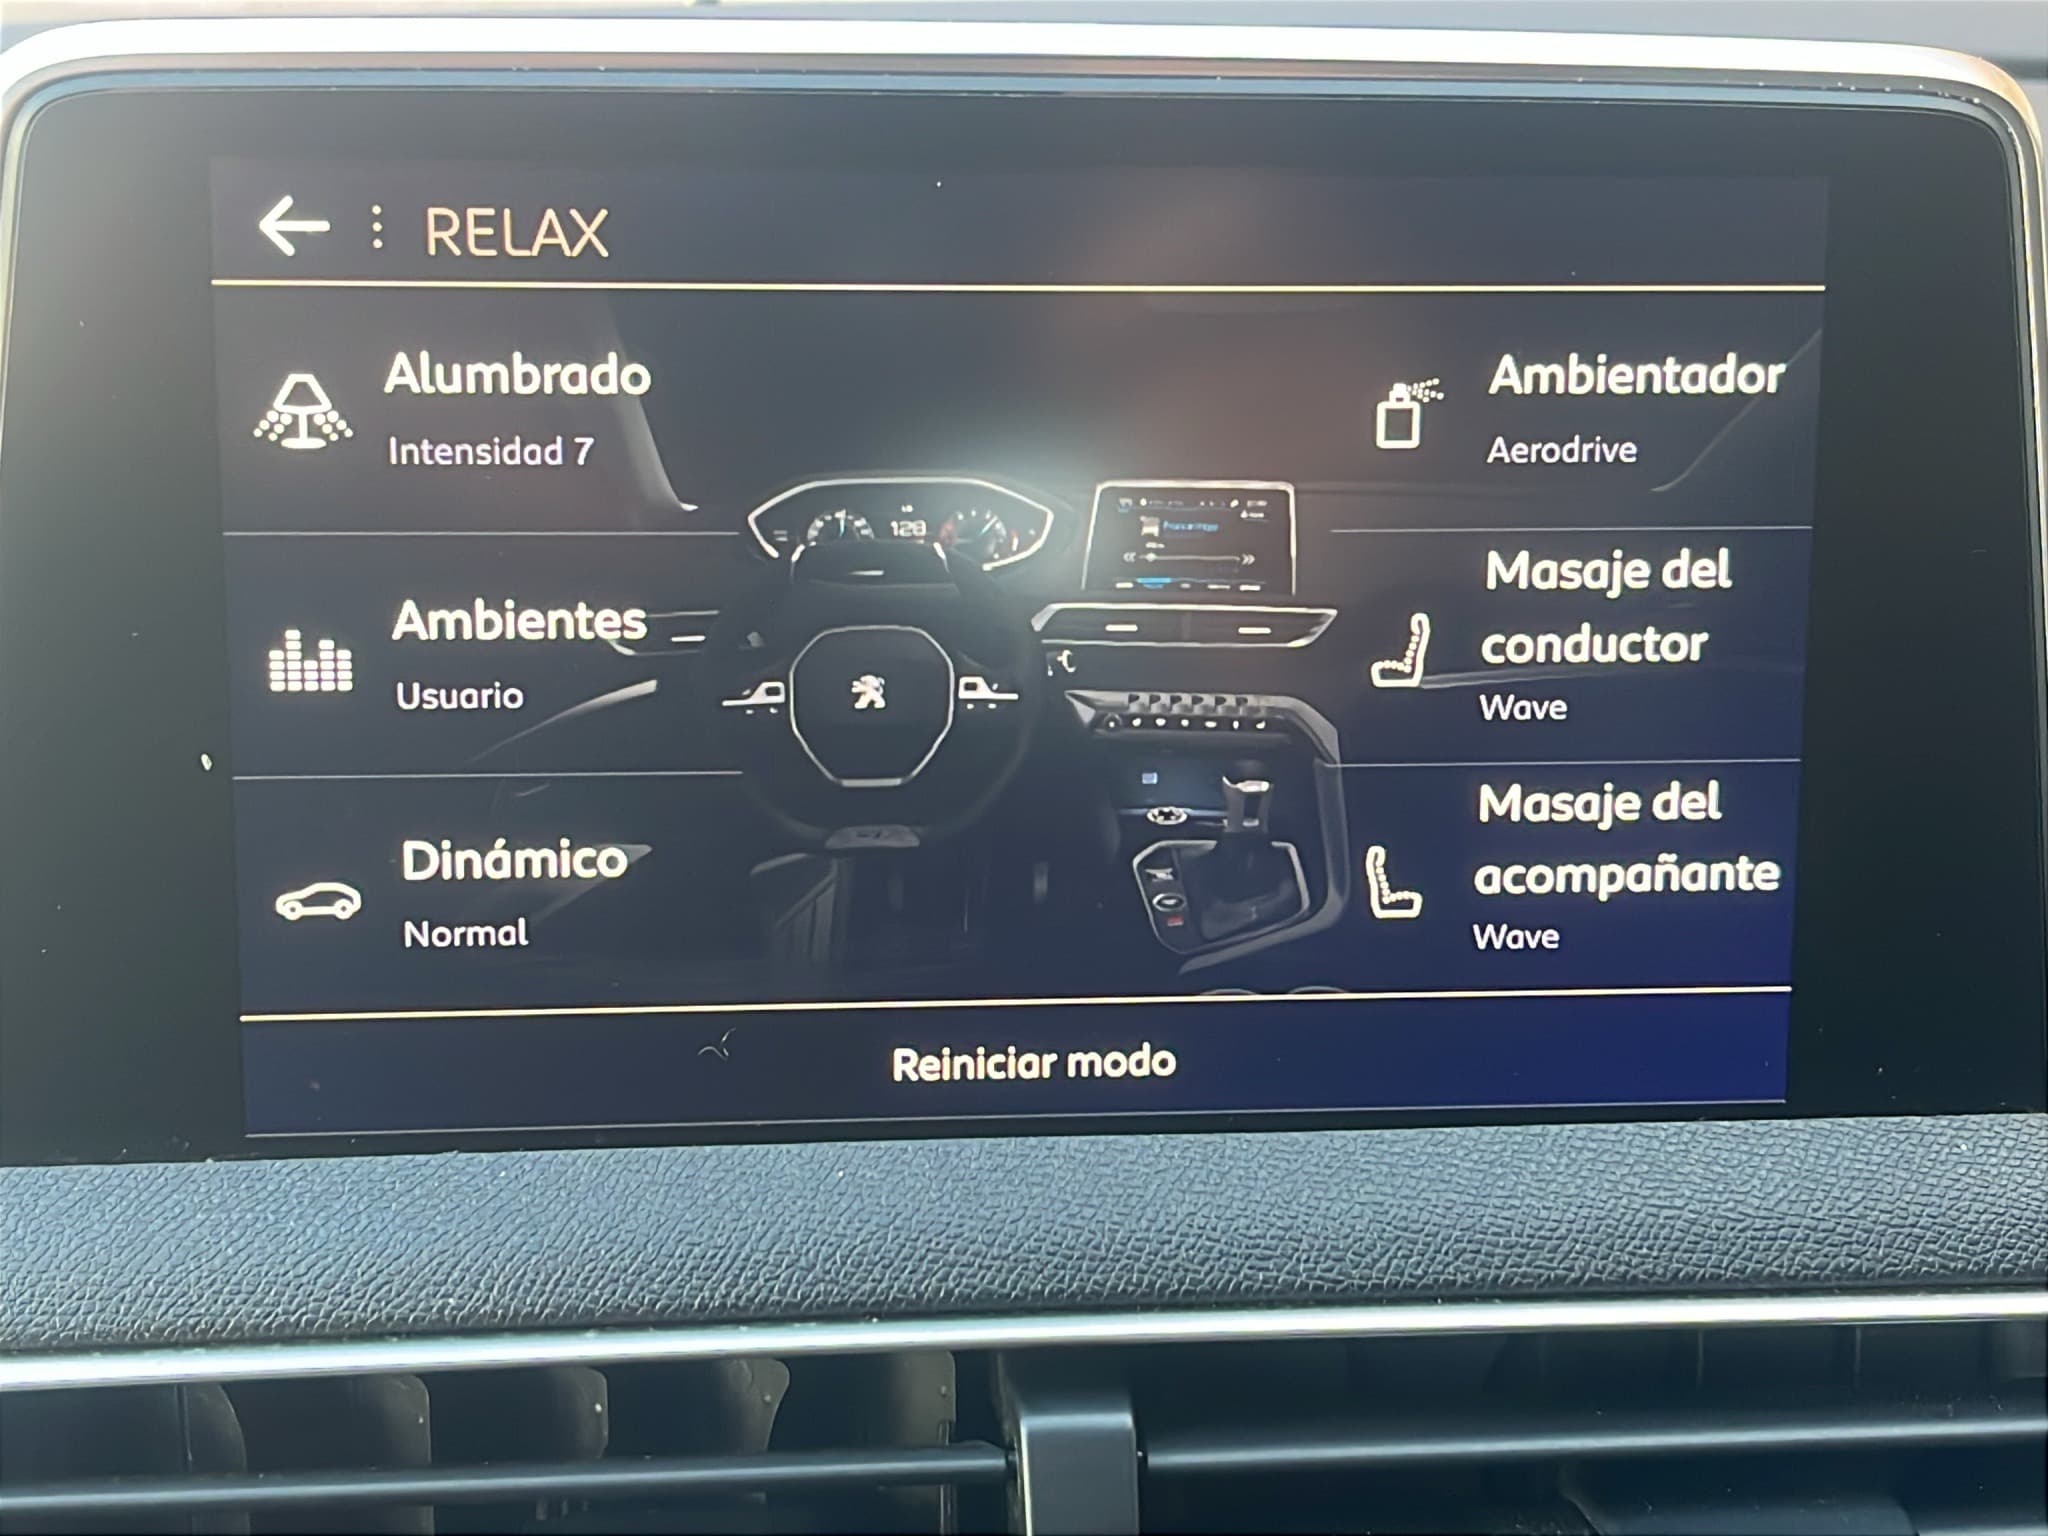 RELAX
Alumbrado
Intensidad 7
Ambientes
Usuario
Dinámico
Normal
128
Ambientador
Aerodrive
Masaje del
conductor
Wave
Masaje del
acompañante
Wave
Reiniciar modo